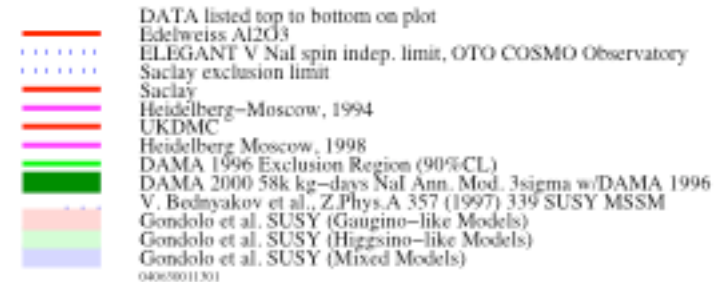 DATA listed top to bottom on plot
Edelweiss Al2O3
ELEGANT V NaI spin indep. limit, OTO COSMO Observatory
Saclay exclusion limit
Saclay
Heidelberg−Moscow, 1994
UKDMC
Heidelberg Moscow, 1998
DAMA 1996 Exclusion Region (90%CL)
DAMA 2000 58k kg−days NaI Ann. Mod. 3sigma w/DAMA 1996
V. Bednyakov et al., Z.Phys.A 357 (1997) 339 SUSY MSSM
Gondolo et al. SUSY (Gaugino−like Models)
Gondolo et al. SUSY (Higgsino−like Models)
Gondolo et al. SUSY (Mixed Models)